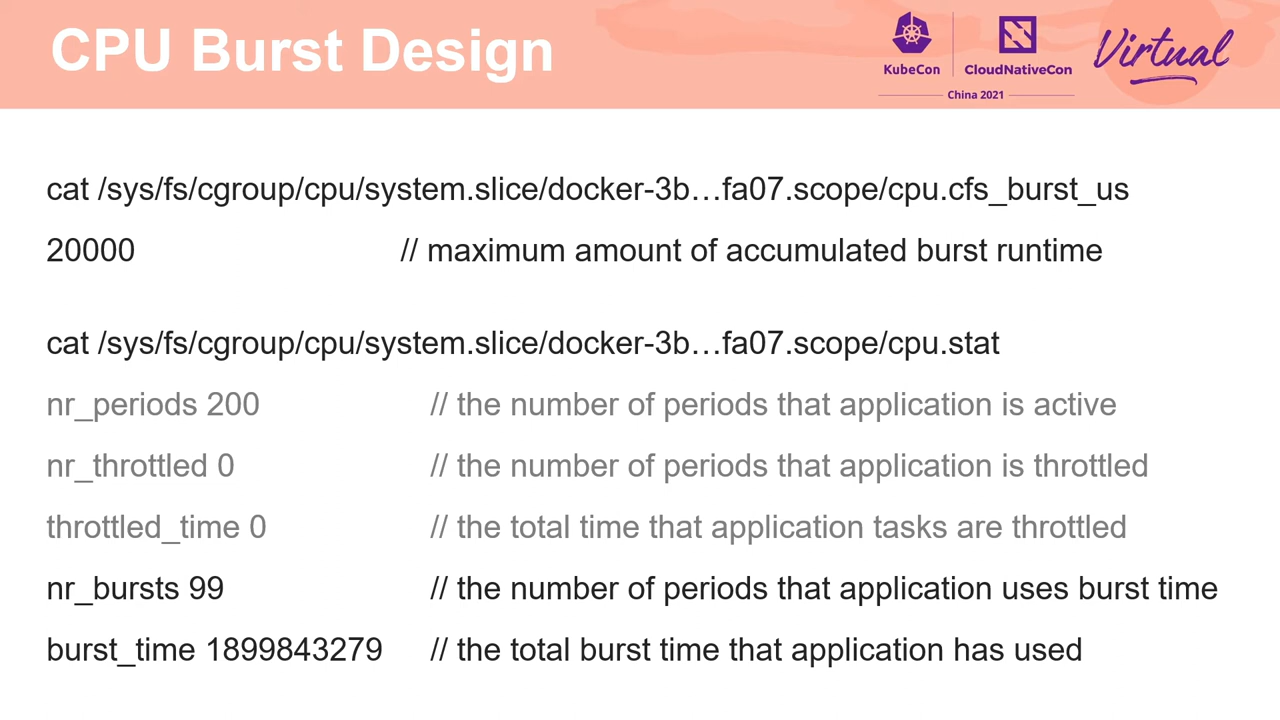 CPU Burst Design
KubeCon
CloudNativeCon
China 2021
Virtual
cat /sys/fs/cgroup/cpu/system.slice/docker-3b…fa07.scope/cpu.cfs_burst_us
20000 // maximum amount of accumulated burst runtime
cat /sys/fs/cgroup/cpu/system.slice/docker-3b…fa07.scope/cpu.stat
nr_periods 200 // the number of periods that application is active
nr_throttled 0 // the number of periods that application is throttled
throttled_time 0 // the total time that application tasks are throttled
nr_bursts 99 // the number of periods that application uses burst time
burst_time 1899843279 // the total burst time that application has used